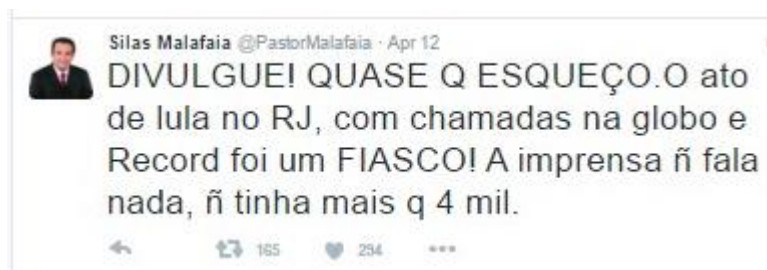 Silas Malafaia @PastorMalafaia · Apr 12
DIVULGUE! QUASE Q ESQUEÇO.O ato
de lula no RJ, com chamadas na globo e
Record foi um FIASCO! A imprensa ñ fala
nada, ñ tinha mais q 4 mil.
165 294